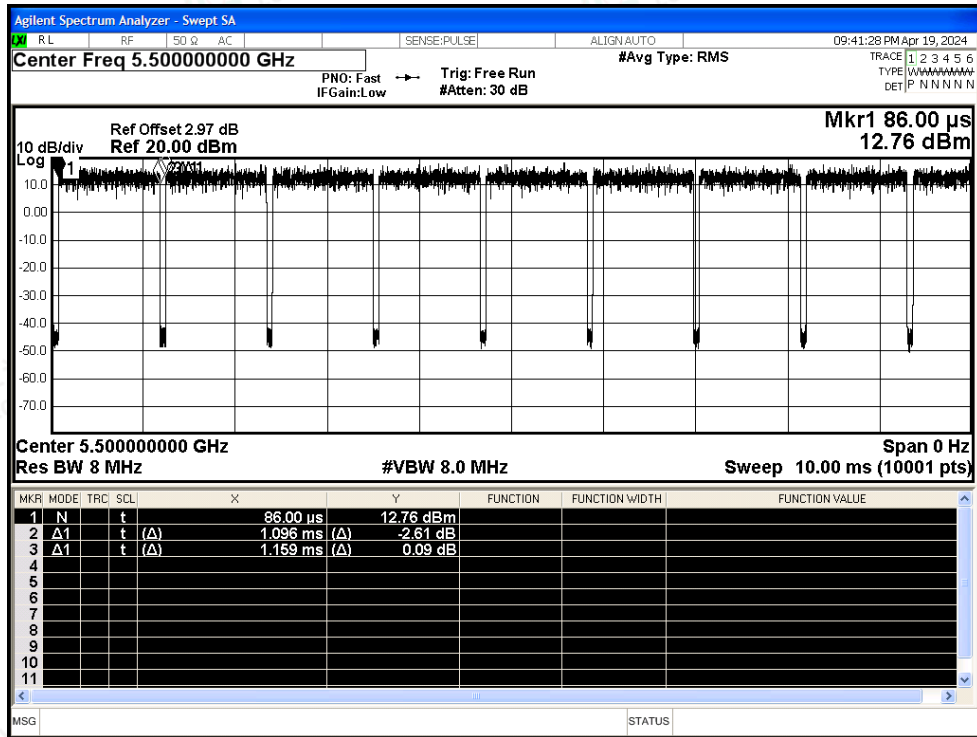 Agilent Spectrum Analyzer - Swept SA
LXI RL RF 50 Ω AC SENSE:PULSE ALIGN AUTO 09:41:28 PM Apr 19, 2024
Center Freq 5.500000000 GHz #Avg Type: RMS TRACE 1 2 3 4 5 6
PNO: Fast Trig: Free Run TYPE
IFGain:Low #Atten: 30 dB DET P N N N N N
Mkr1 86.00 µs
Ref Offset 2.97 dB
10 dB/div Ref 20.00 dBm 12.76 dBm
Log
1
10.0
0.00
-10.0
-20.0
-30.0
-40.0
-50.0
-60.0
-70.0
Center 5.500000000 GHz Span 0 Hz
Res BW 8 MHz #VBW 8.0 MHz Sweep 10.00 ms (10001 pts)
MKR MODE TRC SCL X Y FUNCTION FUNCTION WIDTH FUNCTION VALUE
1 N t 86.00 µs 12.76 dBm
2 Δ1 t (Δ) 1.096 ms (Δ) -2.61 dB
3 Δ1 t (Δ) 1.159 ms (Δ) 0.09 dB
4
5
6
7
8
9
10
11
MSG STATUS